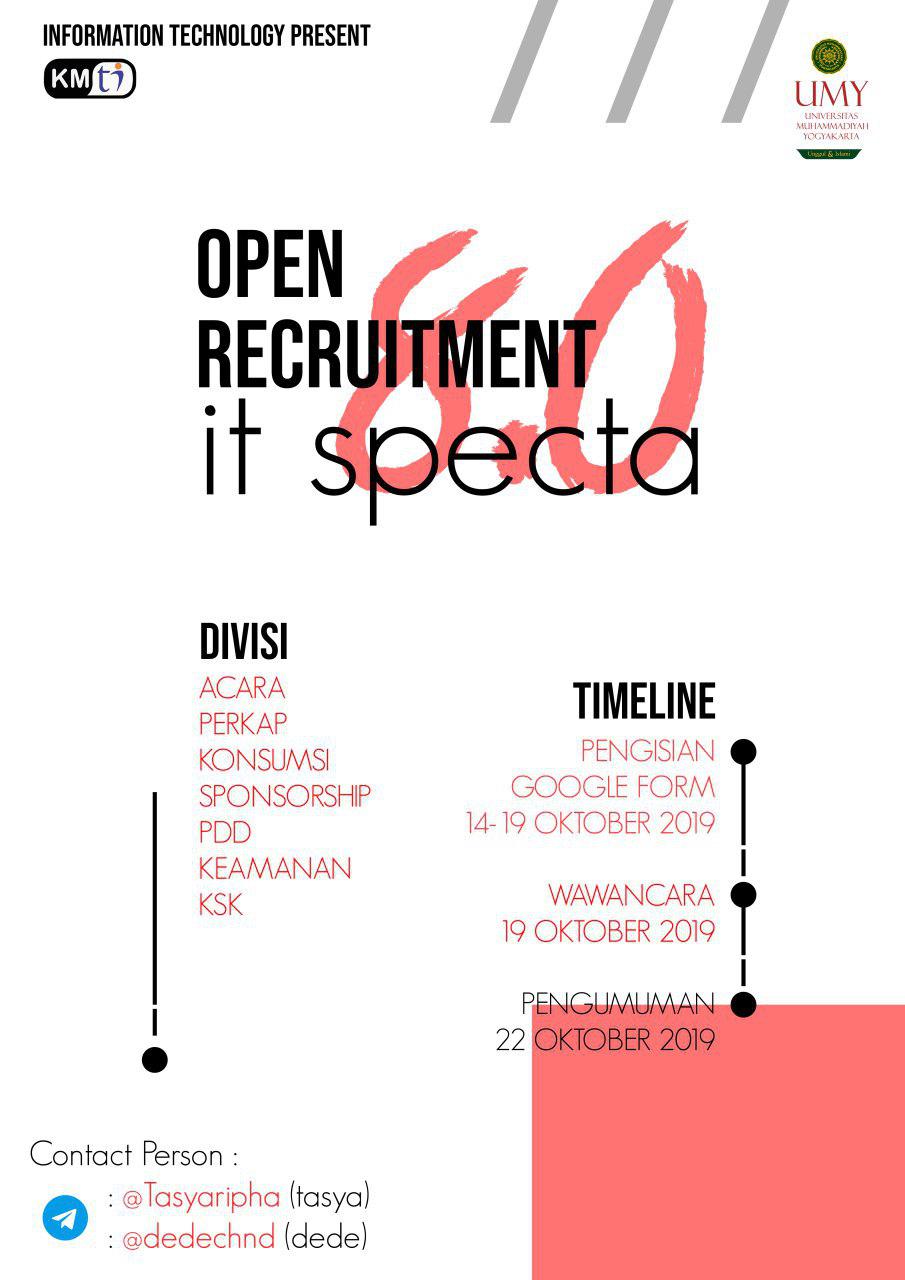 INFORMATION TECHNOLOGY PRESENT
KMti
UMY
UNIVERSITAS
MUHAMMADIYAH
YOGYAKARTA
Unggul & Islami
8.0
OPEN
RECRUITMENT
it specta
DIVISI
ACARA
PERKAP
KONSUMSI
SPONSORSHIP
PDD
KEAMANAN
KSK
TIMELINE
PENGISIAN
GOOGLE FORM
14-19 OKTOBER 2019
WAWANCARA
19 OKTOBER 2019
PENGUMUMAN
22 OKTOBER 2019
Contact Person :
: @Tasyaripha (tasya)
: @dedechnd (dede)